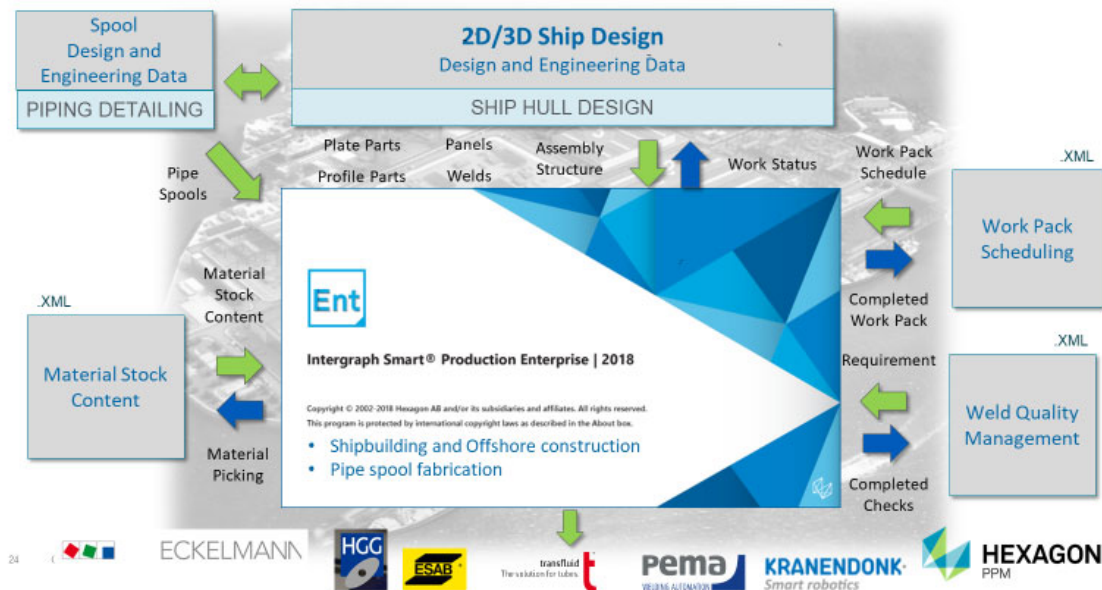 Spool
Design and
Engineering Data
PIPING DETAILING
2D/3D Ship Design
Design and Engineering Data
SHIP HULL DESIGN
Pipe
Spools
Plate Parts
Profile Parts
Panels
Welds
Assembly
Structure
Work Status
Work Pack
Schedule
.XML
Work Pack
Scheduling
Completed
Work Pack
Material
Stock
Content
.XML
Material Stock
Content
Material
Picking
Ent
Intergraph Smart® Production Enterprise | 2018
Copyright © 2002-2018 Hexagon AB and/or its subsidiaries and affiliates. All rights reserved.
This program is protected by international copyright laws as described in the About box.
• Shipbuilding and Offshore construction
• Pipe spool fabrication
.XML
Requirement
Weld Quality
Management
Completed
Checks
24
(
ECKELMANN
HGG
ESAB
transfluid
The solution for tubes.
t
pema
WELDING AUTOMATION
KRANENDONK
Smart robotics
HEXAGON
PPM